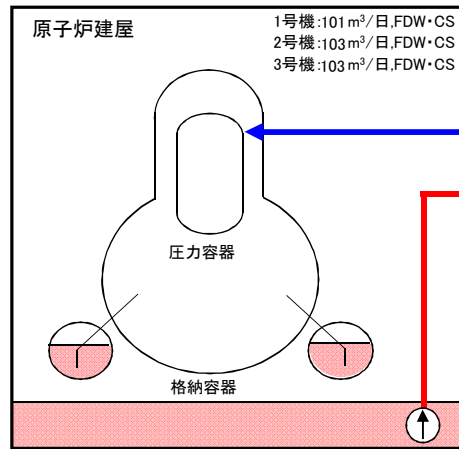 原子炉建屋
1号機:101m³/日,FDW・CS
2号機:103m³/日,FDW・CS
3号機:103m³/日,FDW・CS
圧力容器
格納容器